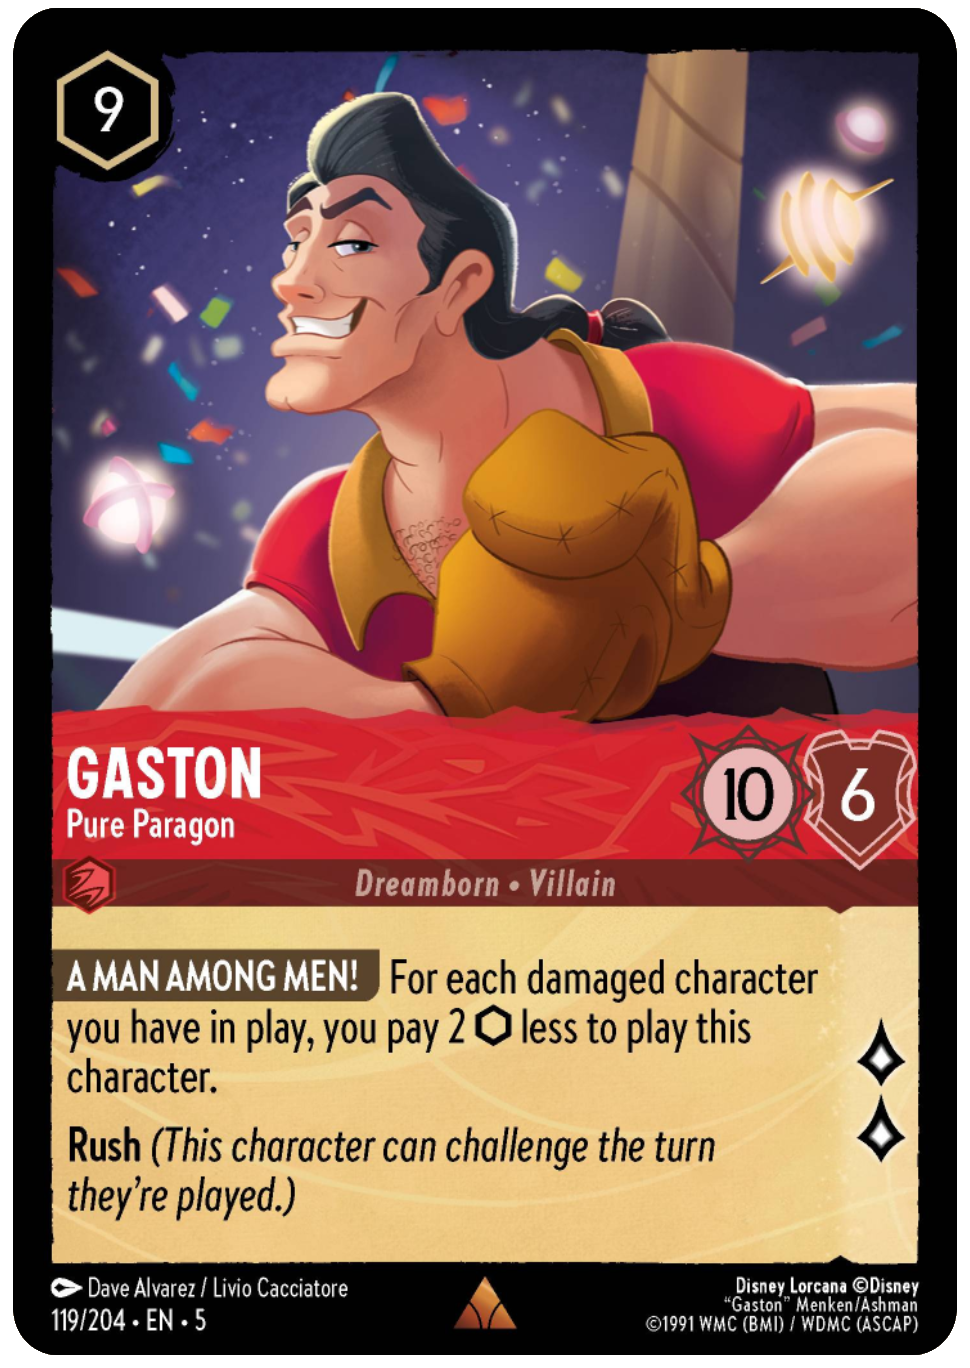 9
GASTON
Pure Paragon
10
6
Dreamborn • Villain
A MAN AMONG MEN! For each damaged character
you have in play, you pay 2 ⬡ less to play this
character.
Rush (This character can challenge the turn
they're played.)
Dave Alvarez / Livio Cacciatore
119/204 • EN • 5
Disney Lorcana ©Disney
"Gaston" Menken/Ashman
©1991 WMC (BMI) / WDMC (ASCAP)